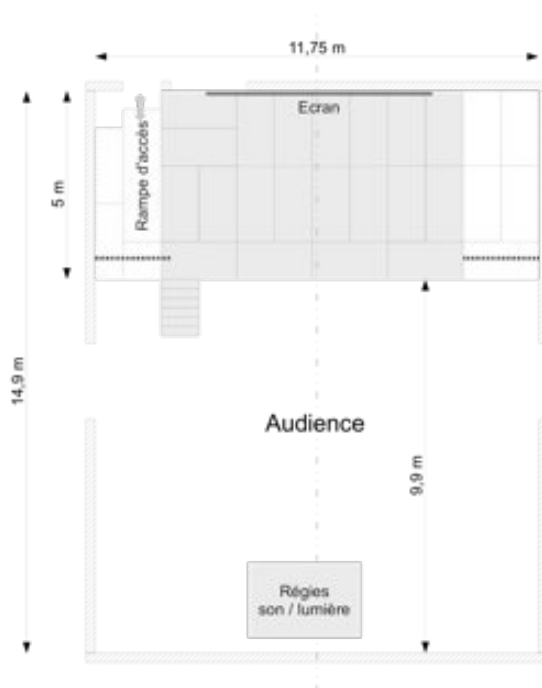 11,75 m
Ecran
Rampe d'accès
5 m
14,9 m
Audience
9,9 m
Régies
son / lumière